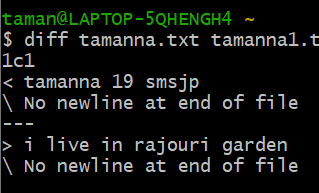 taman@LAPTOP-5QHENGH4 ~
$ diff tamanna.txt tamanna1.t
1c1
< tamanna 19 smsjp
\ No newline at end of file
---
> i live in rajouri garden
\ No newline at end of file